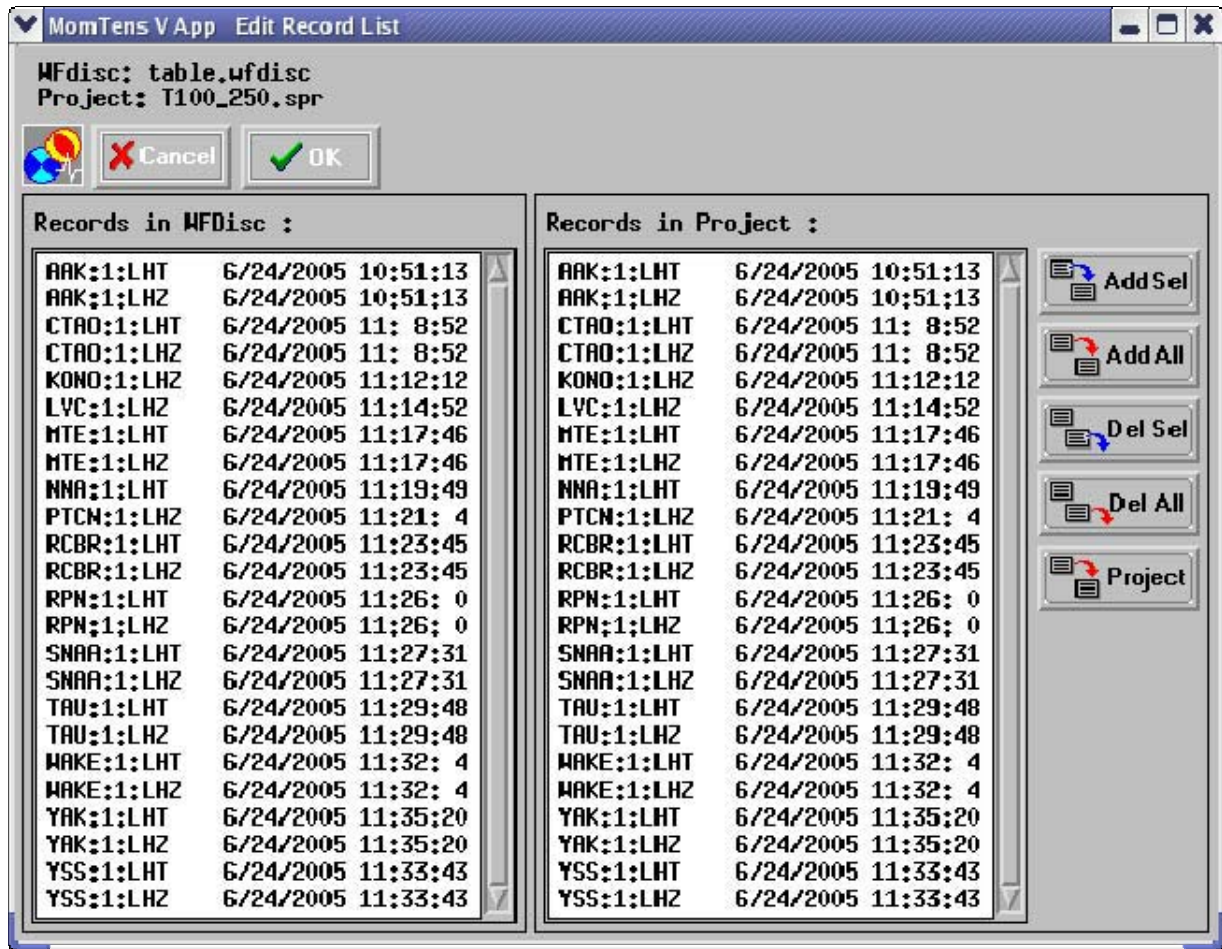 MomTens V App Edit Record List
WFdisc: table.wfdisc
Project: T100_250.spr
Cancel
OK
Records in WFDisc :
AAK:1:LHT 6/24/2005 10:51:13
AAK:1:LHZ 6/24/2005 10:51:13
CTAO:1:LHT 6/24/2005 11: 8:52
CTAO:1:LHZ 6/24/2005 11: 8:52
KONO:1:LHZ 6/24/2005 11:12:12
LVC:1:LHZ 6/24/2005 11:14:52
MTE:1:LHT 6/24/2005 11:17:46
MTE:1:LHZ 6/24/2005 11:17:46
NNA:1:LHT 6/24/2005 11:19:49
PTCN:1:LHZ 6/24/2005 11:21: 4
RCBR:1:LHT 6/24/2005 11:23:45
RCBR:1:LHZ 6/24/2005 11:23:45
RPN:1:LHT 6/24/2005 11:26: 0
RPN:1:LHZ 6/24/2005 11:26: 0
SNAA:1:LHT 6/24/2005 11:27:31
SNAA:1:LHZ 6/24/2005 11:27:31
TAU:1:LHT 6/24/2005 11:29:48
TAU:1:LHZ 6/24/2005 11:29:48
WAKE:1:LHT 6/24/2005 11:32: 4
WAKE:1:LHZ 6/24/2005 11:32: 4
YAK:1:LHT 6/24/2005 11:35:20
YAK:1:LHZ 6/24/2005 11:35:20
YSS:1:LHT 6/24/2005 11:33:43
YSS:1:LHZ 6/24/2005 11:33:43
Records in Project :
AAK:1:LHT 6/24/2005 10:51:13
AAK:1:LHZ 6/24/2005 10:51:13
CTAO:1:LHT 6/24/2005 11: 8:52
CTAO:1:LHZ 6/24/2005 11: 8:52
KONO:1:LHZ 6/24/2005 11:12:12
LVC:1:LHZ 6/24/2005 11:14:52
MTE:1:LHT 6/24/2005 11:17:46
MTE:1:LHZ 6/24/2005 11:17:46
NNA:1:LHT 6/24/2005 11:19:49
PTCN:1:LHZ 6/24/2005 11:21: 4
RCBR:1:LHT 6/24/2005 11:23:45
RCBR:1:LHZ 6/24/2005 11:23:45
RPN:1:LHT 6/24/2005 11:26: 0
RPN:1:LHZ 6/24/2005 11:26: 0
SNAA:1:LHT 6/24/2005 11:27:31
SNAA:1:LHZ 6/24/2005 11:27:31
TAU:1:LHT 6/24/2005 11:29:48
TAU:1:LHZ 6/24/2005 11:29:48
WAKE:1:LHT 6/24/2005 11:32: 4
WAKE:1:LHZ 6/24/2005 11:32: 4
YAK:1:LHT 6/24/2005 11:35:20
YAK:1:LHZ 6/24/2005 11:35:20
YSS:1:LHT 6/24/2005 11:33:43
YSS:1:LHZ 6/24/2005 11:33:43
Add Sel
Add All
Del Sel
Del All
Project